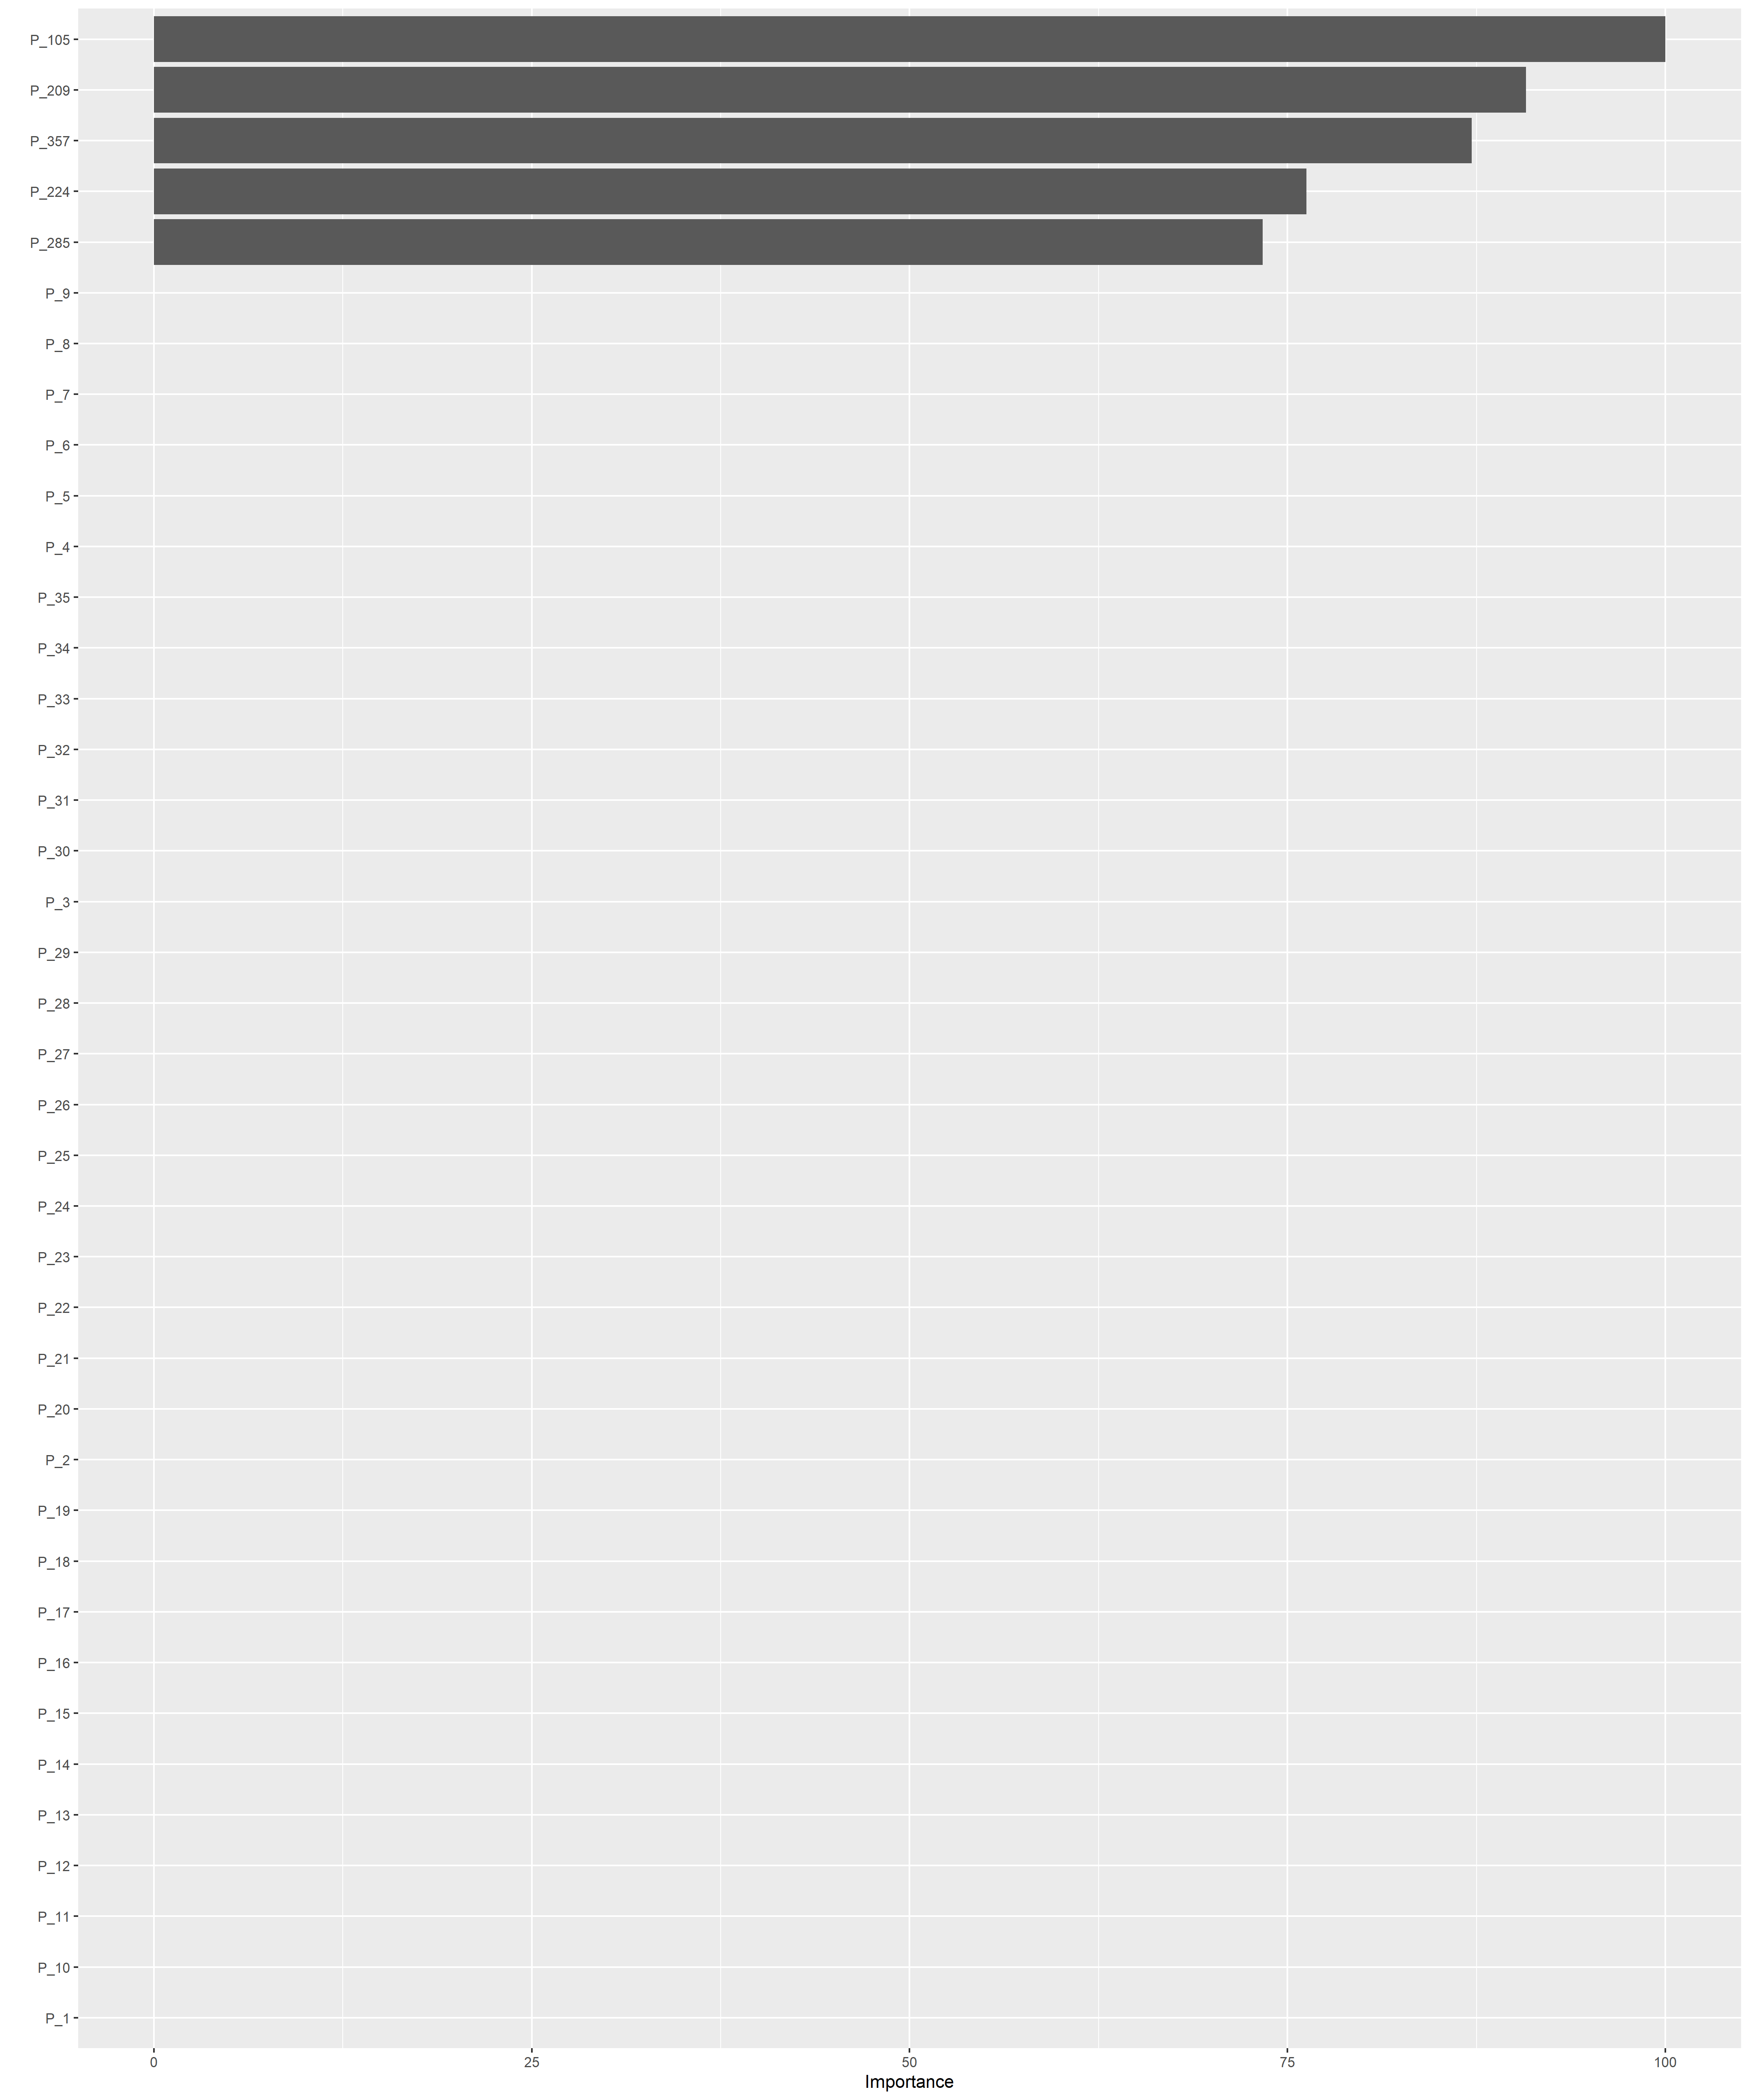 P_105
P_209
P_357
P_224
P_285
P_9
P_8
P_7
P_6
P_5
P_4
P_35
P_34
P_33
P_32
P_31
P_30
P_3
P_29
P_28
P_27
P_26
P_25
P_24
P_23
P_22
P_21
P_20
P_2
P_19
P_18
P_17
P_16
P_15
P_14
P_13
P_12
P_11
P_10
P_1
0 25 50 75 100
Importance